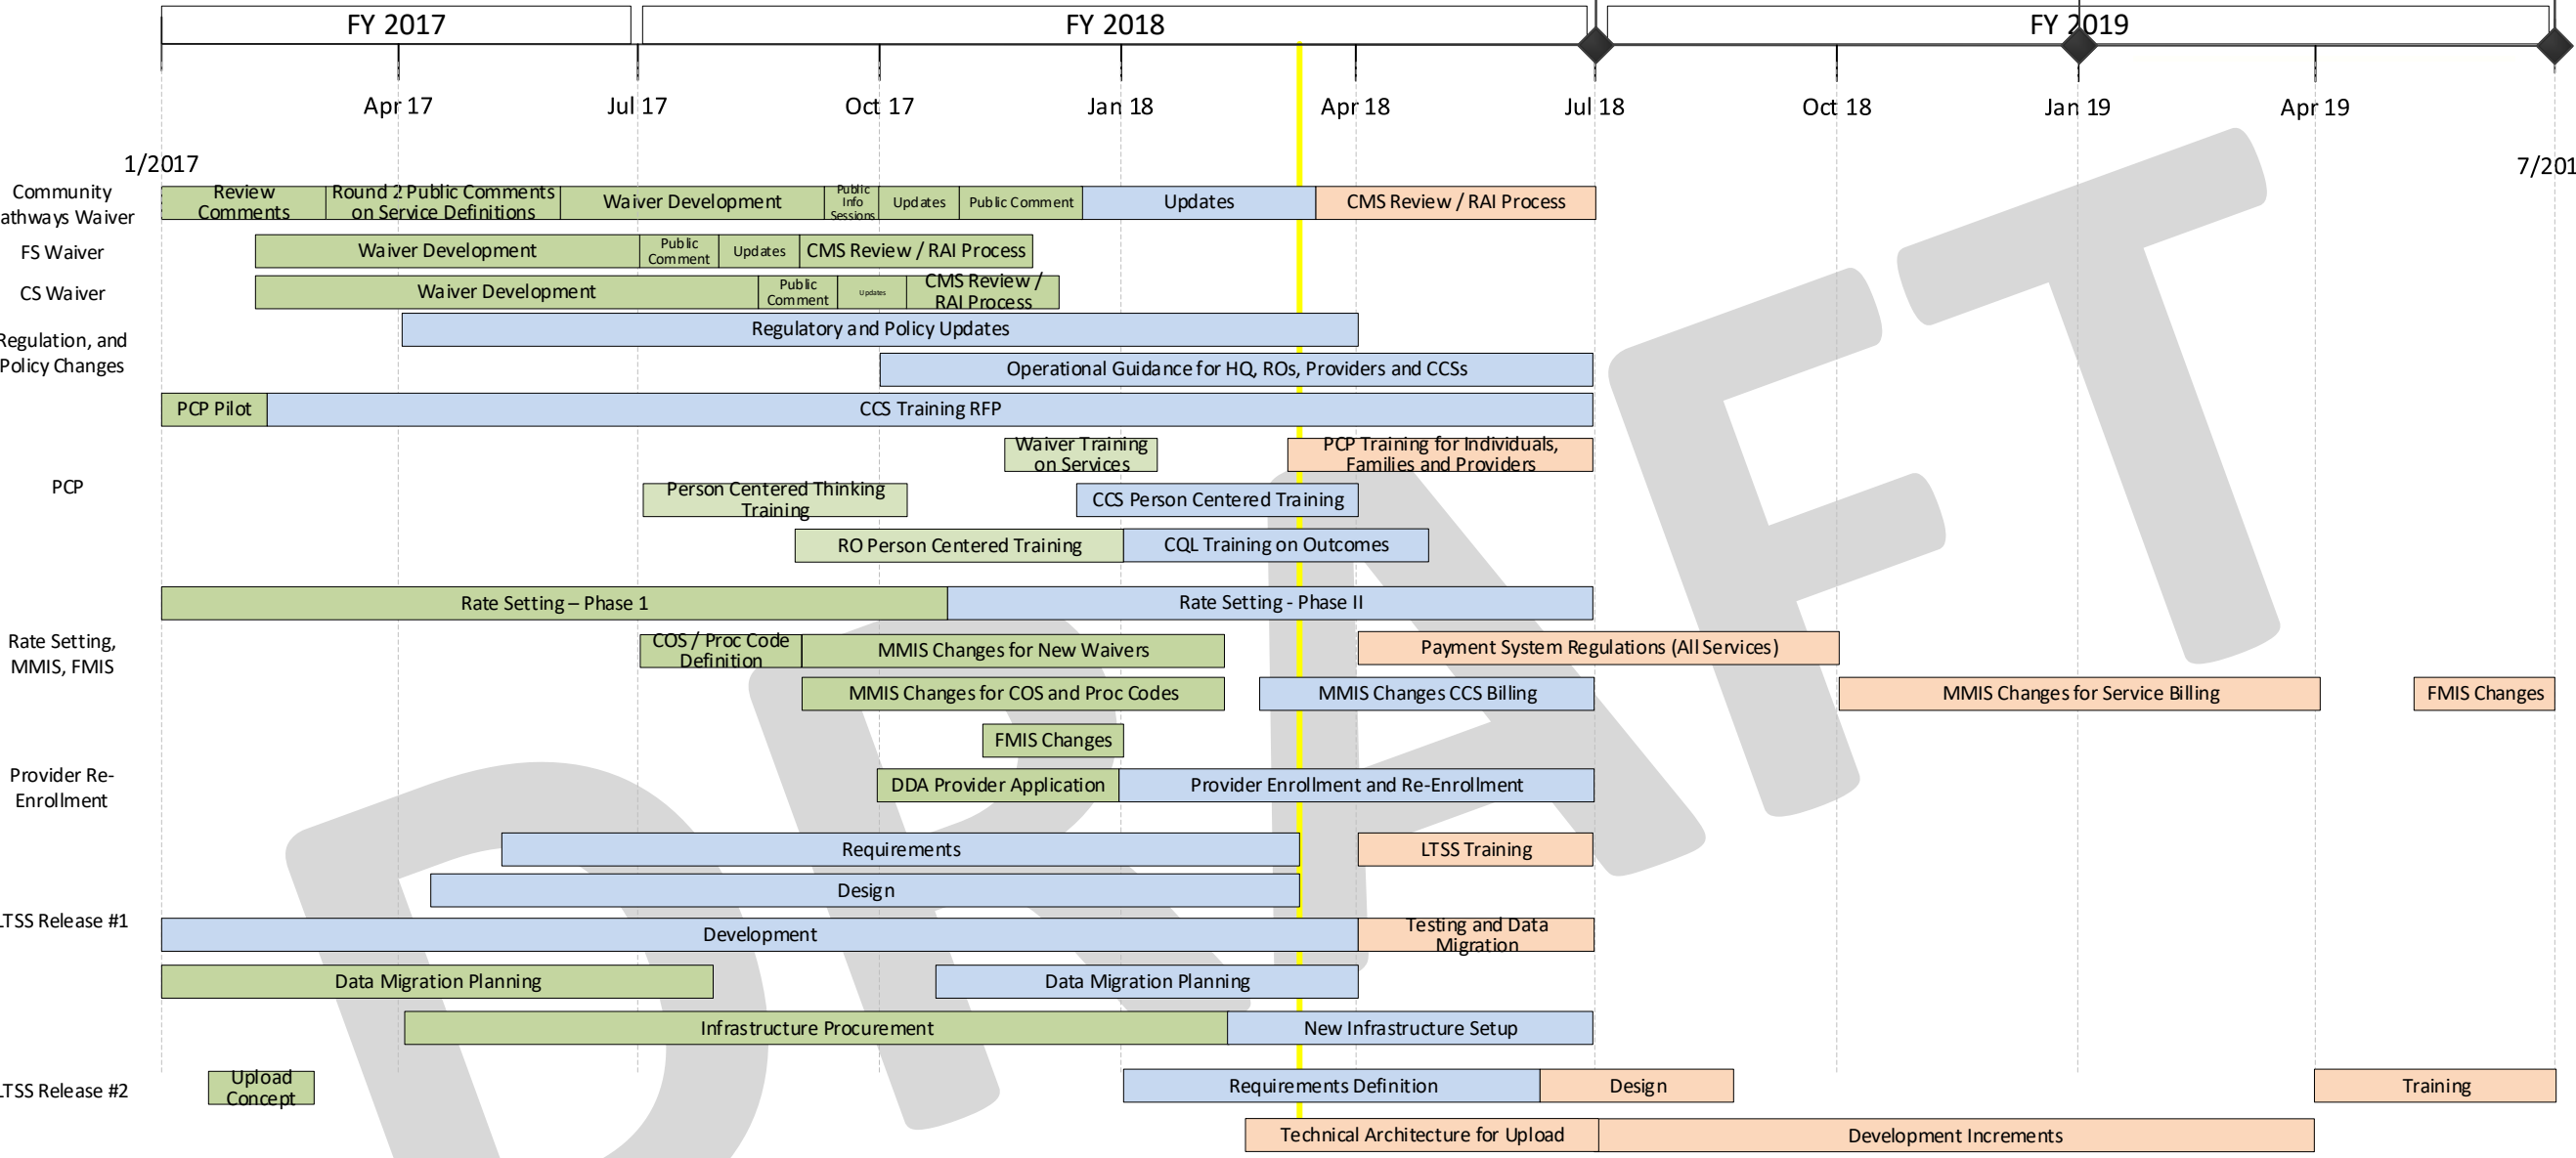 FY 2017
FY 2018
FY 2019
Apr 17
Jul 17
Oct 17
Jan 18
Apr 18
Jul 18
Oct 18
Jan 19
Apr 19
1/2017
7/201
Community
athways Waiver
Review
Comments
Round 2 Public Comments
on Service Definitions
Waiver Development
Public
Info
Sessions
Updates
Public Comment
Updates
CMS Review / RAI Process
FS Waiver
Waiver Development
Public
Comment
Updates
CMS Review / RAI Process
CS Waiver
Waiver Development
Public
Comment
Updates
CMS Review /
RAI Process
Regulation, and
Policy Changes
Regulatory and Policy Updates
Operational Guidance for HQ, ROs, Providers and CCSs
PCP Pilot
CCS Training RFP
PCP
Waiver Training
on Services
PCP Training for Individuals,
Families and Providers
Person Centered Thinking
Training
CCS Person Centered Training
RO Person Centered Training
CQL Training on Outcomes
Rate Setting – Phase 1
Rate Setting - Phase II
Rate Setting,
MMIS, FMIS
COS / Proc Code
Definition
MMIS Changes for New Waivers
Payment System Regulations (All Services)
MMIS Changes for COS and Proc Codes
MMIS Changes CCS Billing
MMIS Changes for Service Billing
FMIS Changes
FMIS Changes
Provider Re-
Enrollment
DDA Provider Application
Provider Enrollment and Re-Enrollment
Requirements
LTSS Training
Design
LTSS Release #1
Development
Testing and Data
Migration
Data Migration Planning
Data Migration Planning
Infrastructure Procurement
New Infrastructure Setup
LTSS Release #2
Upload
Concept
Requirements Definition
Design
Training
Technical Architecture for Upload
Development Increments
DRAFT